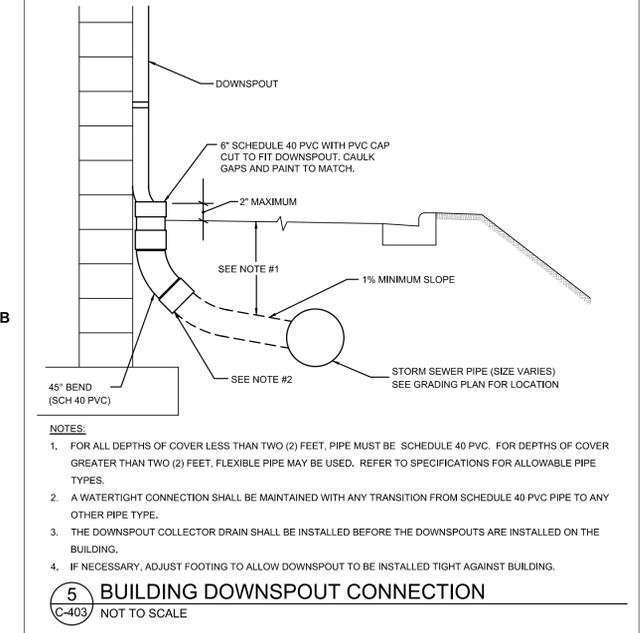 DOWNSPOUT
6" SCHEDULE 40 PVC WITH PVC CAP
CUT TO FIT DOWNSPOUT. CAULK
GAPS AND PAINT TO MATCH.
2" MAXIMUM
SEE NOTE #1
1% MINIMUM SLOPE
B
STORM SEWER PIPE (SIZE VARIES)
SEE GRADING PLAN FOR LOCATION
SEE NOTE #2
45° BEND
(SCH 40 PVC)
NOTES:
1. FOR ALL DEPTHS OF COVER LESS THAN TWO (2) FEET, PIPE MUST BE SCHEDULE 40 PVC. FOR DEPTHS OF COVER
GREATER THAN TWO (2) FEET, FLEXIBLE PIPE MAY BE USED. REFER TO SPECIFICATIONS FOR ALLOWABLE PIPE
TYPES.
2. A WATERTIGHT CONNECTION SHALL BE MAINTAINED WITH ANY TRANSITION FROM SCHEDULE 40 PVC PIPE TO ANY
OTHER PIPE TYPE.
3. THE DOWNSPOUT COLLECTOR DRAIN SHALL BE INSTALLED BEFORE THE DOWNSPOUTS ARE INSTALLED ON THE
BUILDING.
4. IF NECESSARY, ADJUST FOOTING TO ALLOW DOWNSPOUT TO BE INSTALLED TIGHT AGAINST BUILDING.
5 BUILDING DOWNSPOUT CONNECTION
C-403 NOT TO SCALE